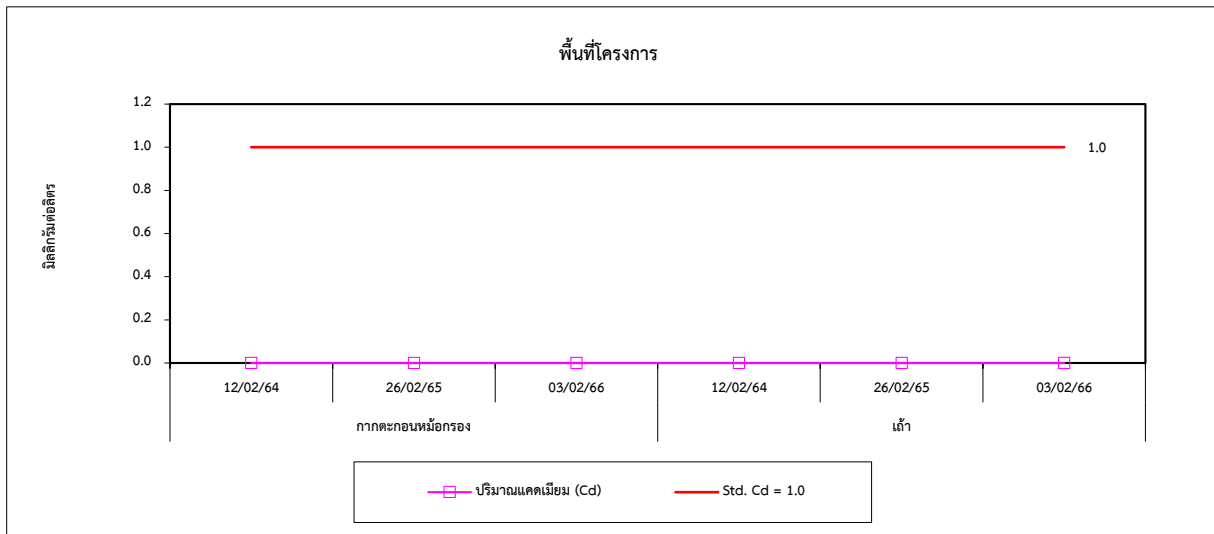 พื้นที่โครงการ
มิลลิกรัมต่อลิตร
1.2
1.0
0.8
0.6
0.4
0.2
0.0
1.0
12/02/64 26/02/65 03/02/66 12/02/64 26/02/65 03/02/66
กากตะกอนหม้อกรอง เถ้า
ปริมาณแคดเมียม (Cd) Std. Cd = 1.0